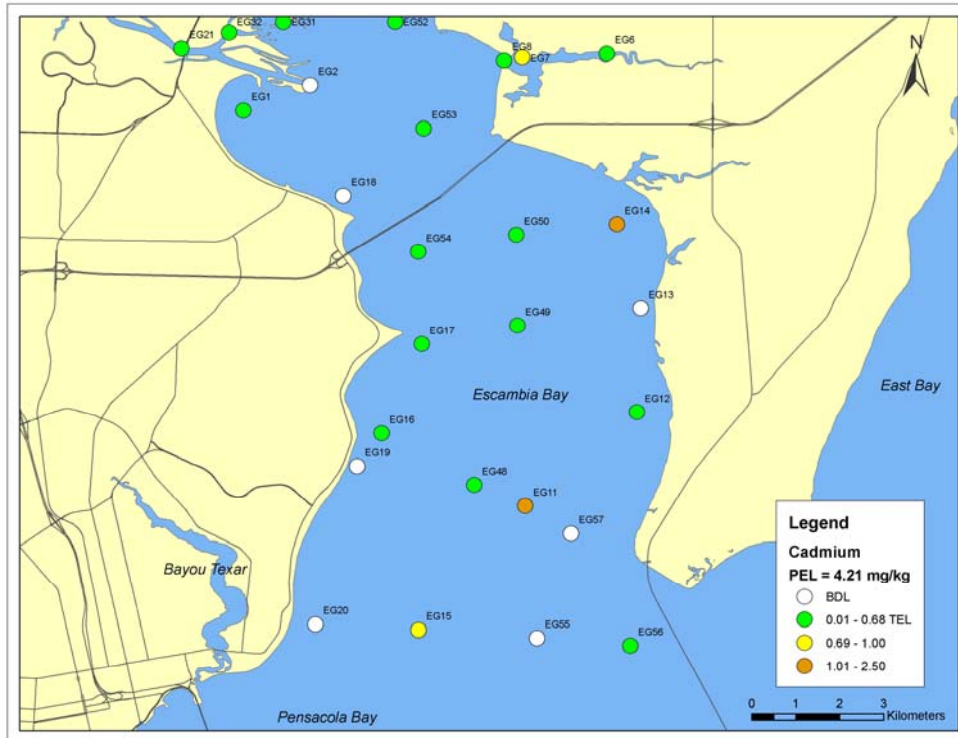 EG32
EG31
EG52
EG21
EG8
EG7
EG6
N
EG2
EG1
EG53
EG18
EG14
EG50
EG54
EG13
EG49
EG17
Escambia Bay
East Bay
EG12
EG16
EG19
EG48
EG11
EG57
Bayou Texar
EG20
EG15
EG55
EG56
Pensacola Bay
Legend
Cadmium
PEL = 4.21 mg/kg
BDL
0.01 - 0.68 TEL
0.69 - 1.00
1.01 - 2.50
0 1 2 3
Kilometers